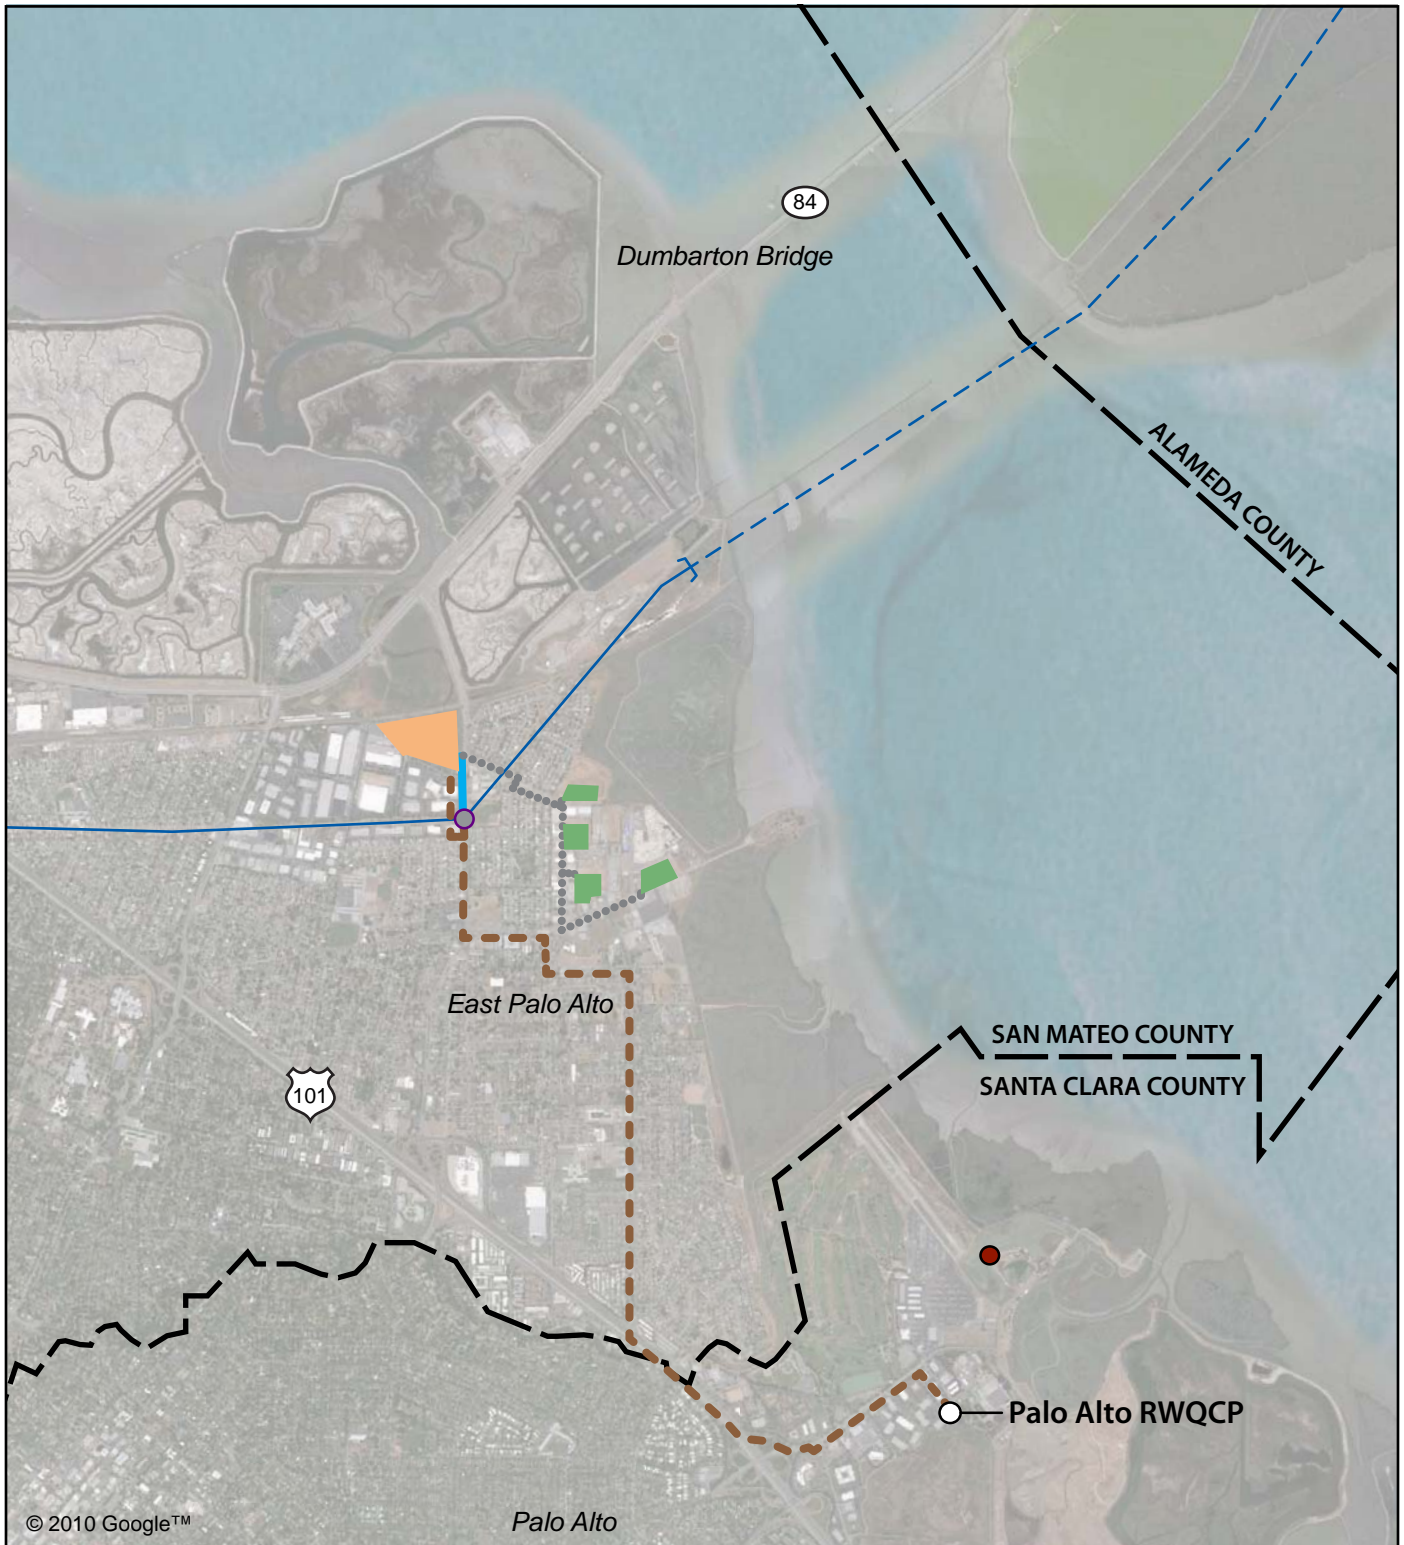 84
Dumbarton Bridge
ALAMEDA COUNTY
East Palo Alto
SAN MATEO COUNTY
SANTA CLARA COUNTY
101
Palo Alto RWQCP
© 2010 Google™
Palo Alto